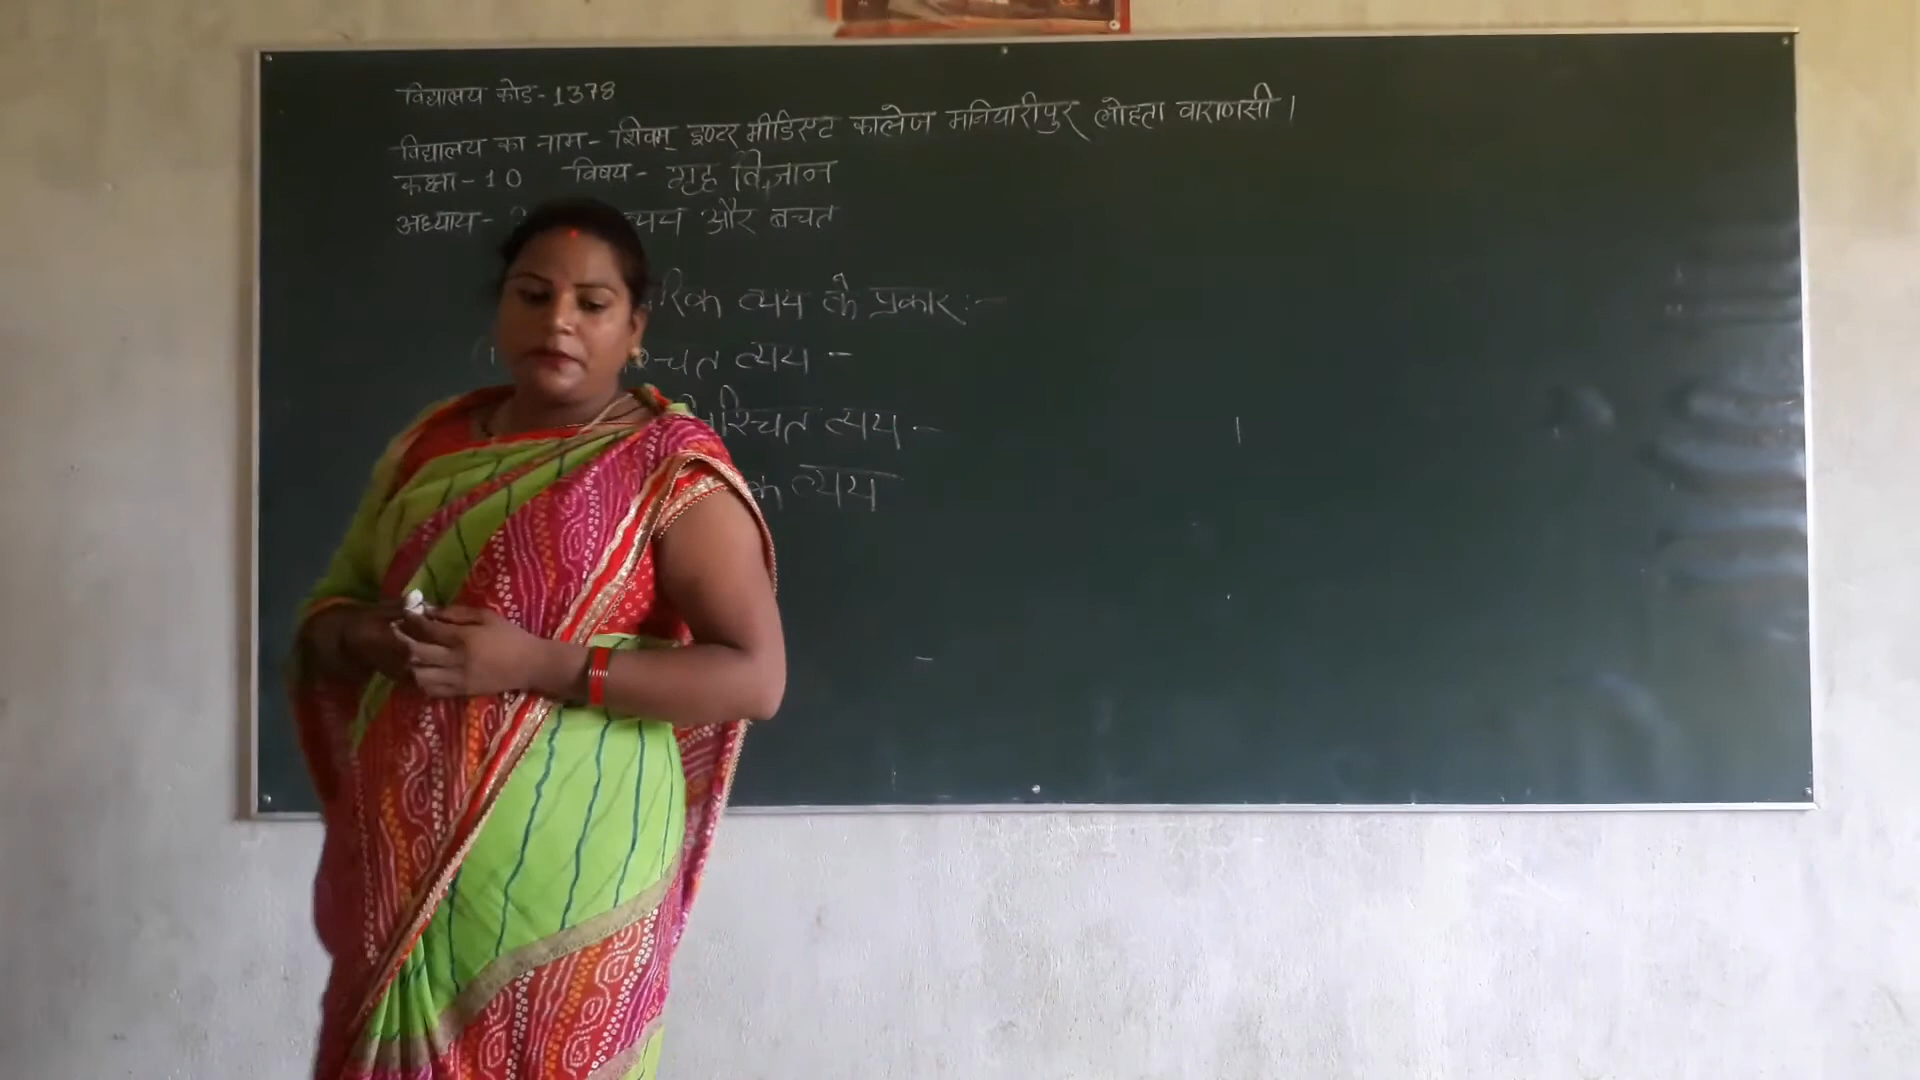 विद्यालय कोड-1378
विद्यालय का नाम- शिवम् इण्टर मीडिएट कालेज मनियारीपुर लोहता वाराणसी।
कक्षा-10 विषय- गृह विज्ञान
अध्याय- व्यय और बचत
व्यय के प्रकार:-
व्यय -
व्यय -
व्यय